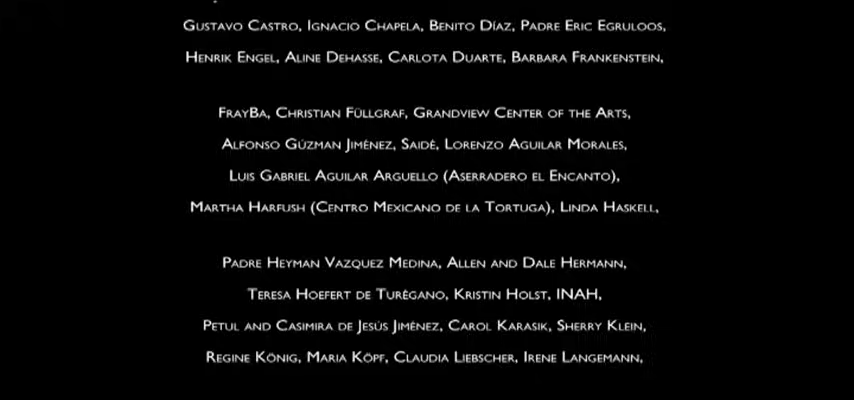 Gustavo Castro, Ignacio Chapela, Benito Díaz, Padre Eric Egruloos,
Henrik Engel, Aline Dehasse, Carlota Duarte, Barbara Frankenstein,
FrayBa, Christian Füllgraf, Grandview Center of the Arts,
Alfonso Gúzman Jiménez, Saidé, Lorenzo Aguilar Morales,
Luis Gabriel Aguilar Arguello (Aserradero el Encanto),
Martha Harfush (Centro Mexicano de la Tortuga), Linda Haskell,
Padre Heyman Vazquez Medina, Allen and Dale Hermann,
Teresa Hoefert de Turégano, Kristin Holst, INAH,
Petul and Casimira de Jesús Jiménez, Carol Karasik, Sherry Klein,
Regine König, Maria Köpf, Claudia Liebscher, Irene Langemann,